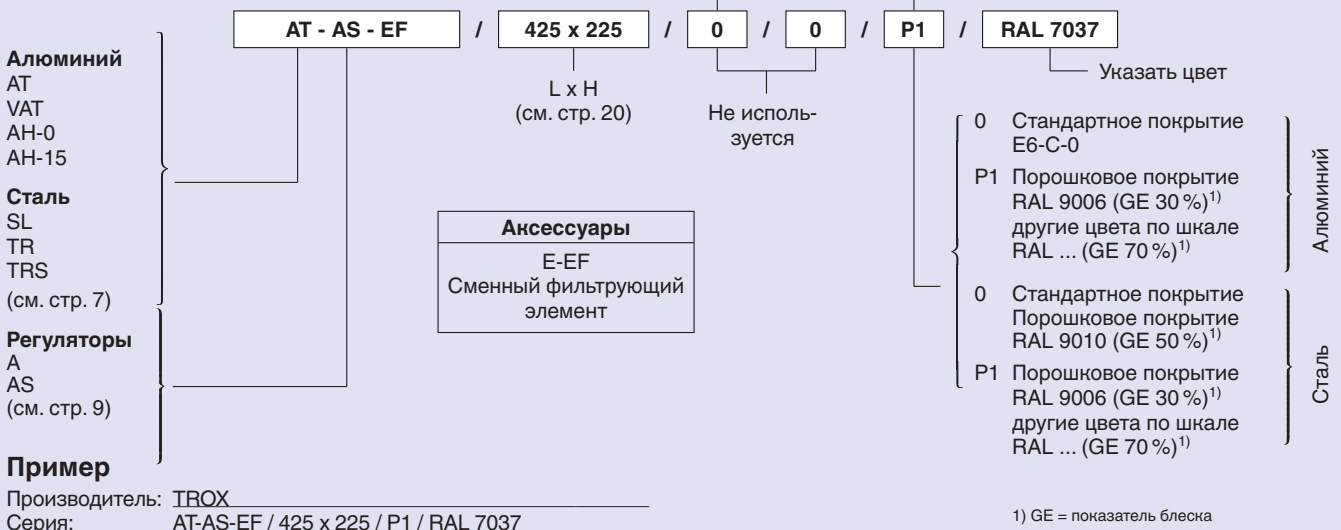 AT - AS - EF / 425 x 225 / 0 / 0 / P1 / RAL 7037
Алюминий
AT
VAT
AH-0
AH-15
Сталь
SL
TR
TRS
(см. стр. 7)
Регуляторы
A
AS
(см. стр. 9)
L x H
(см. стр. 20)
Не исполь-
зуется
Указать цвет
Аксессуары
E-EF
Сменный фильтрующий
элемент
0 Стандартное покрытие
E6-C-0
P1 Порошковое покрытие
RAL 9006 (GE 30 %)1)
другие цвета по шкале
RAL ... (GE 70 %)1)
Алюминий
0 Стандартное покрытие
Порошковое покрытие
RAL 9010 (GE 50 %)1)
P1 Порошковое покрытие
RAL 9006 (GE 30 %)1)
другие цвета по шкале
RAL ... (GE 70 %)1)
Сталь
Пример
Производитель: TROX
Серия: AT-AS-EF / 425 x 225 / P1 / RAL 7037
1) GE = показатель блеска